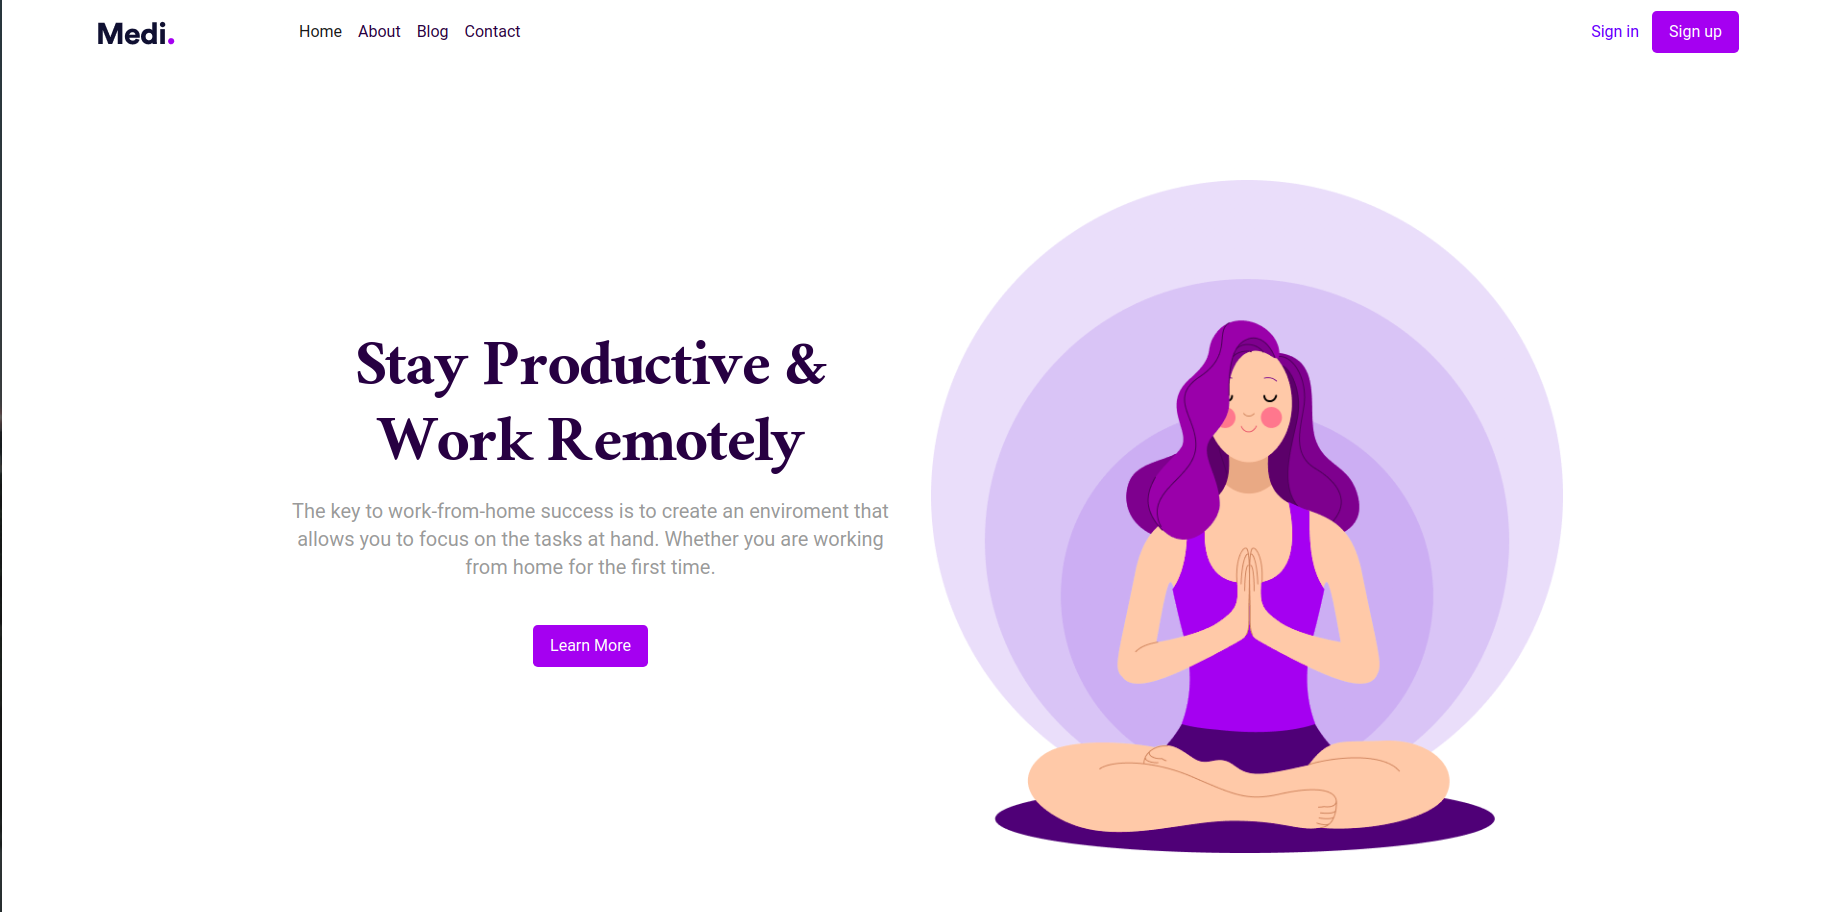 Medi.
Home About Blog Contact
Sign in Sign up
Stay Productive &
Work Remotely
The key to work-from-home success is to create an enviroment that
allows you to focus on the tasks at hand. Whether you are working
from home for the first time.
Learn More